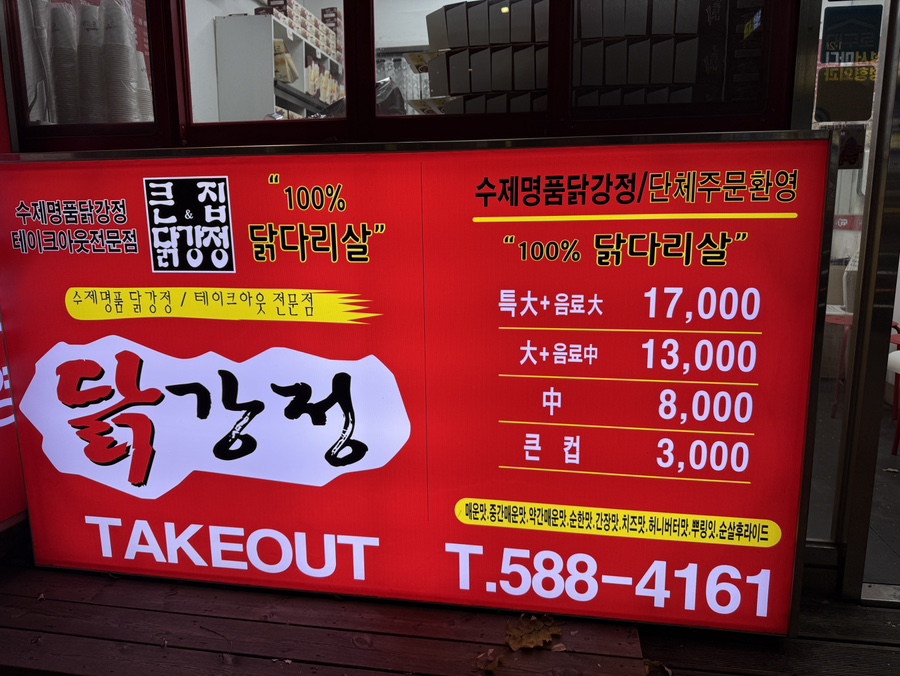 수제명품닭강정
테이크아웃전문점
큰집
&
닭강정
“100%
닭다리살”
수제명품 닭강정 / 테이크아웃 전문점
닭강정
TAKEOUT
수제명품닭강정/단체주문환영
“100% 닭다리살”
특大+음료大 17,000
大+음료中 13,000
中 8,000
큰컵 3,000
매운맛.중간매운맛.약간매운맛.순한맛.간장맛.치즈맛.허니버터맛.뿌링잇.순살후라이드
T.588-4161